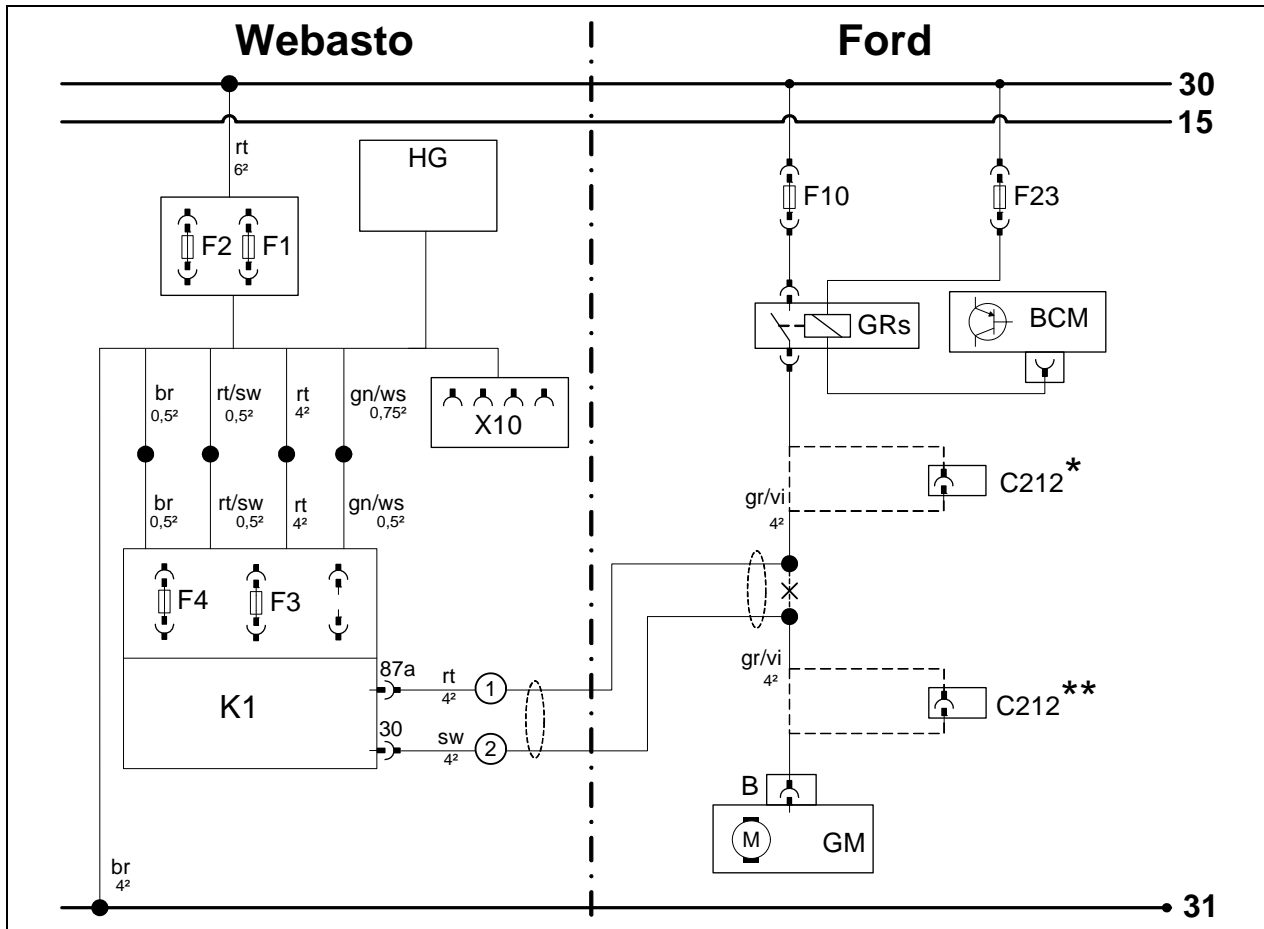 Webasto
Ford
30
15
rt
6²
HG
F2
F1
F10
F23
GRs
BCM
br
0,5²
rt/sw
0,5²
rt
4²
gn/ws
0,75²
X10
C212*
br
0,5²
rt/sw
0,5²
rt
4²
gn/ws
0,5²
gr/vi
4²
F4
F3
K1
87a
rt
4²
1
30
sw
4²
2
gr/vi
4²
C212**
B
M
GM
br
4²
31